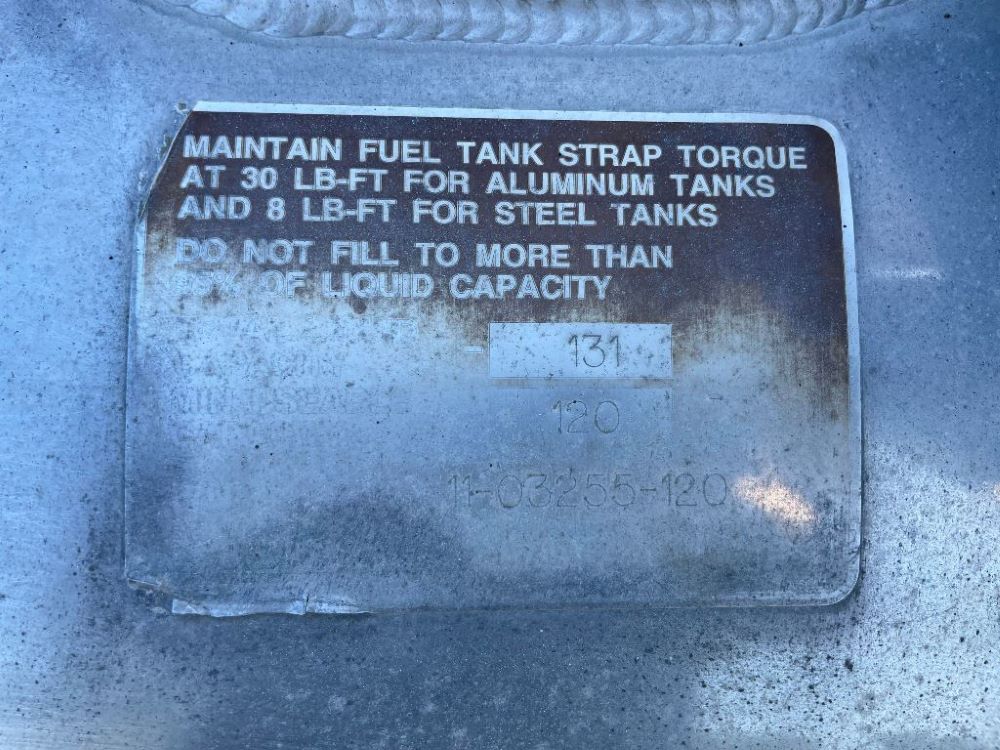 MAINTAIN FUEL TANK STRAP TORQUE
AT 30 LB-FT FOR ALUMINUM TANKS
AND 8 LB-FT FOR STEEL TANKS
DO NOT FILL TO MORE THAN
95% OF LIQUID CAPACITY
131
120
11-03255-120